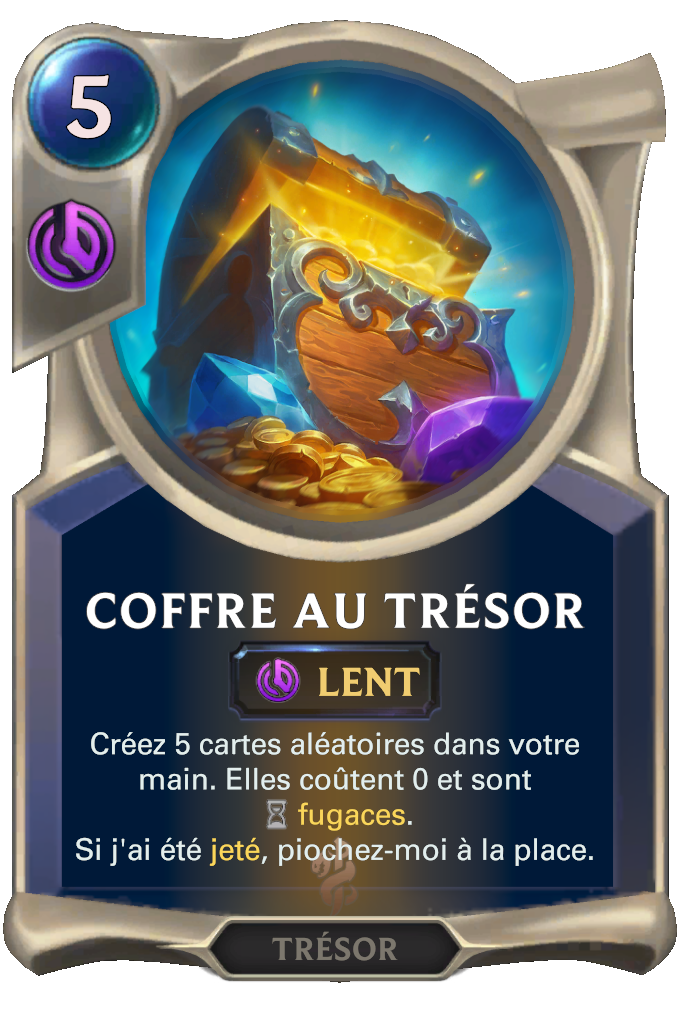 5
COFFRE AU TRÉSOR
LENT
Créez 5 cartes aléatoires dans votre
main. Elles coûtent 0 et sont
fugaces.
Si j'ai été jeté, piochez-moi à la place.
TRÉSOR